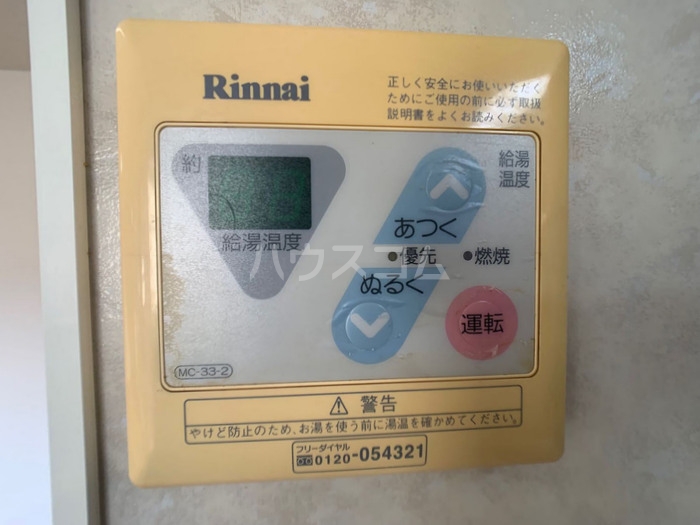 Rinnai
正しく安全にお使いいただく
ためにご使用の前に必ず取扱
説明書をよくお読みください。
約
給湯温度
給湯
温度
あつく
優先
燃焼
ハウスコム
ぬるく
運転
MC-33-2
⚠ 警告
やけど防止のため、お湯を使う前に湯温を確かめてください。
フリーダイヤル
0120-054321